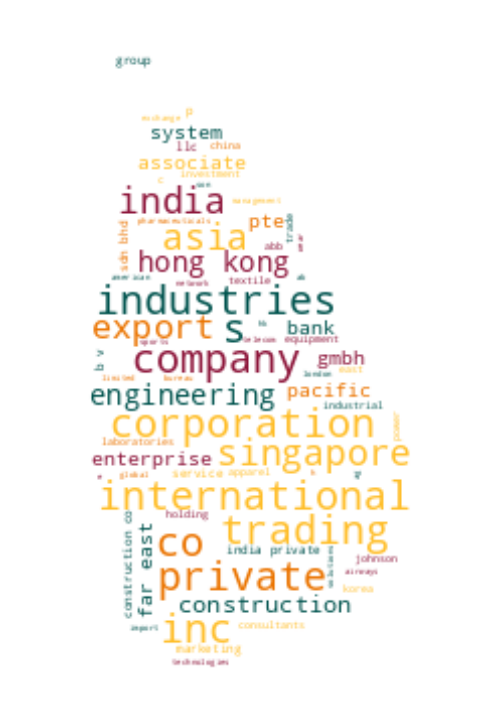 group
exchange p
system
llc china
associate
investment
c
india management
pharmaceuticals
pte trade
asia
sdn bhd
abb
hong kong
american network textile
industries
export s bank
sports telecom equipment
company gmbh
b v
london east
limited bureau
engineering pacific
industrial
corporation power
laboratories
singapore
enterprise
global service apparel
international
holding
construction co
trading
far east
co india private
johnson
private airways
korea
construction
import inc consultants
marketing
technologies